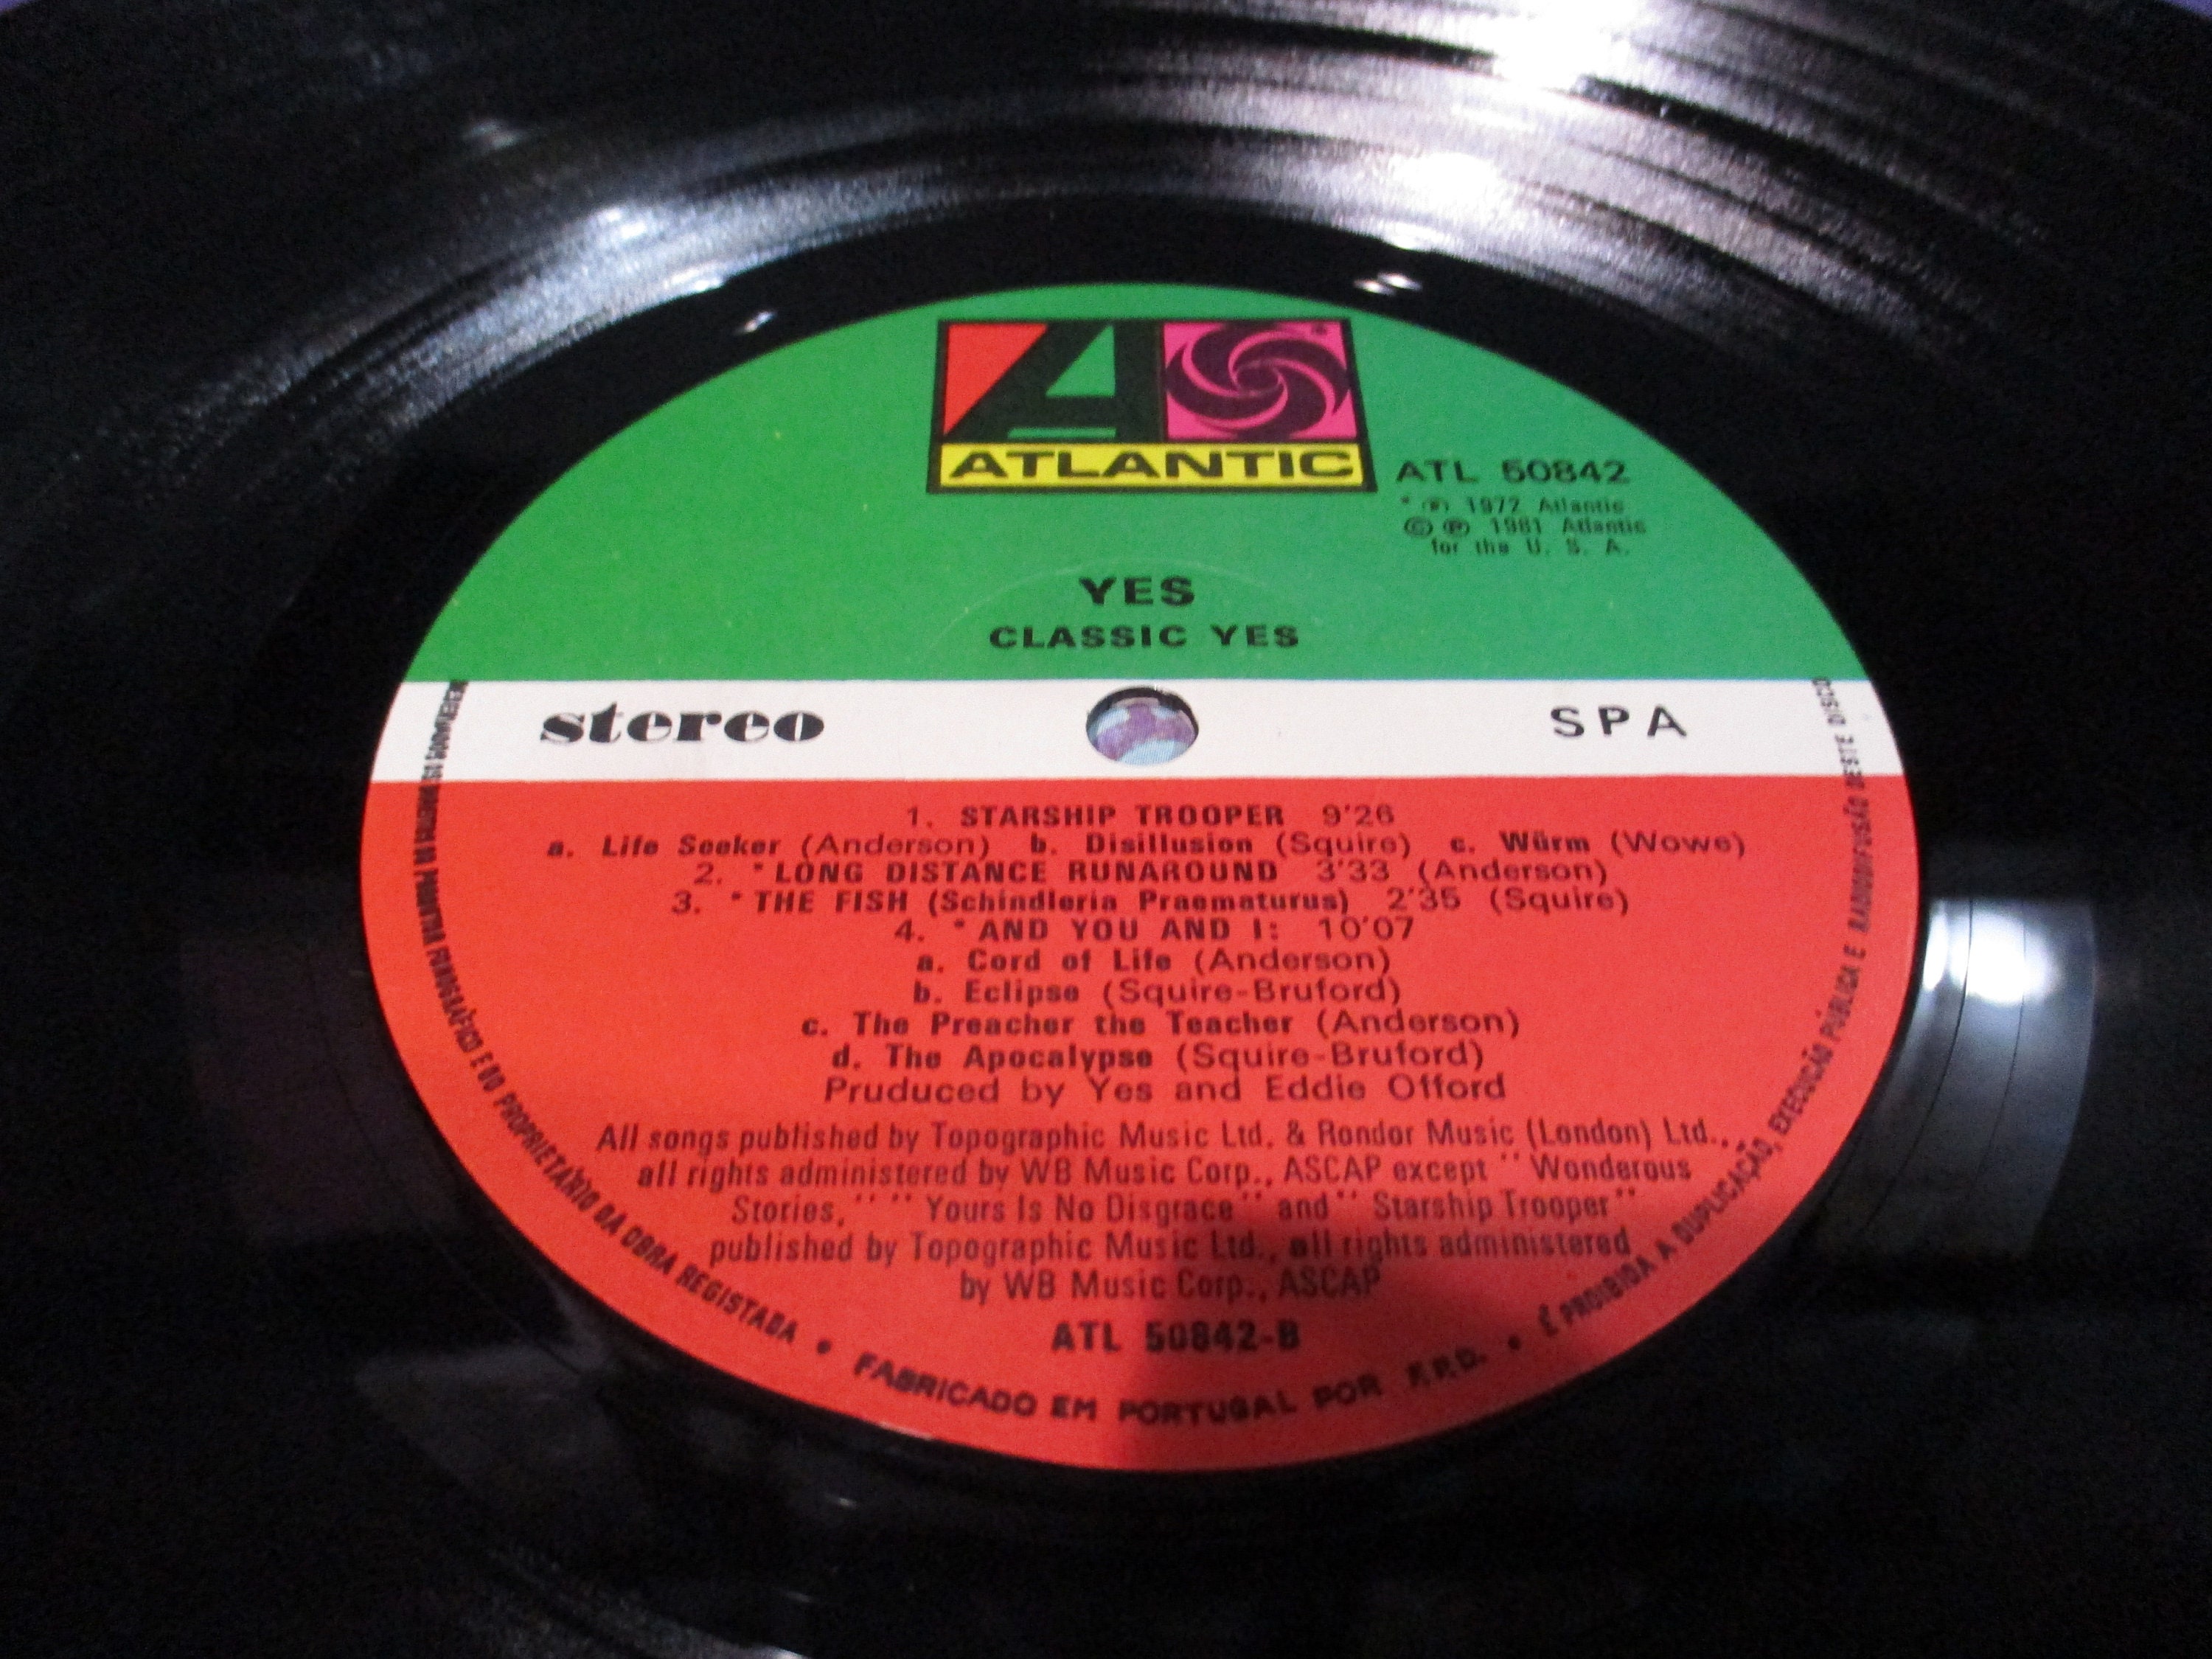 ATLANTIC
ATL 50842
* ℗ 1972 Atlantic
© ℗ 1981 Atlantic
for the U. S. A.
YES
CLASSIC YES
stereo
SPA
1. STARSHIP TROOPER 9'26
a. Life Seeker (Anderson) b. Disillusion (Squire) c. Würm (Wowe)
2. *LONG DISTANCE RUNAROUND 3'33 (Anderson)
3. *THE FISH (Schindleria Praematurus) 2'35 (Squire)
4. *AND YOU AND I: 10'07
a. Cord of Life (Anderson)
b. Eclipse (Squire-Bruford)
c. The Preacher the Teacher (Anderson)
d. The Apocalypse (Squire-Bruford)
Pruduced by Yes and Eddie Offord
All songs published by Topographic Music Ltd. & Rondor Music (London) Ltd.,
all rights administered by WB Music Corp., ASCAP except "Wonderous
Stories," "Yours Is No Disgrace" and "Starship Trooper"
published by Topographic Music Ltd., all rights administered
by WB Music Corp., ASCAP
ATL 50842-B
DO PRODUTOR FONOGRÁFICO E DO PROPRIETÁRIO DA OBRA REGISTADA • FABRICADO EM PORTUGAL POR F.P.D. • É PROIBIDA A DUPLICAÇÃO, EXECUÇÃO PÚBLICA E RADIODIFUSÃO DESTE DISCO